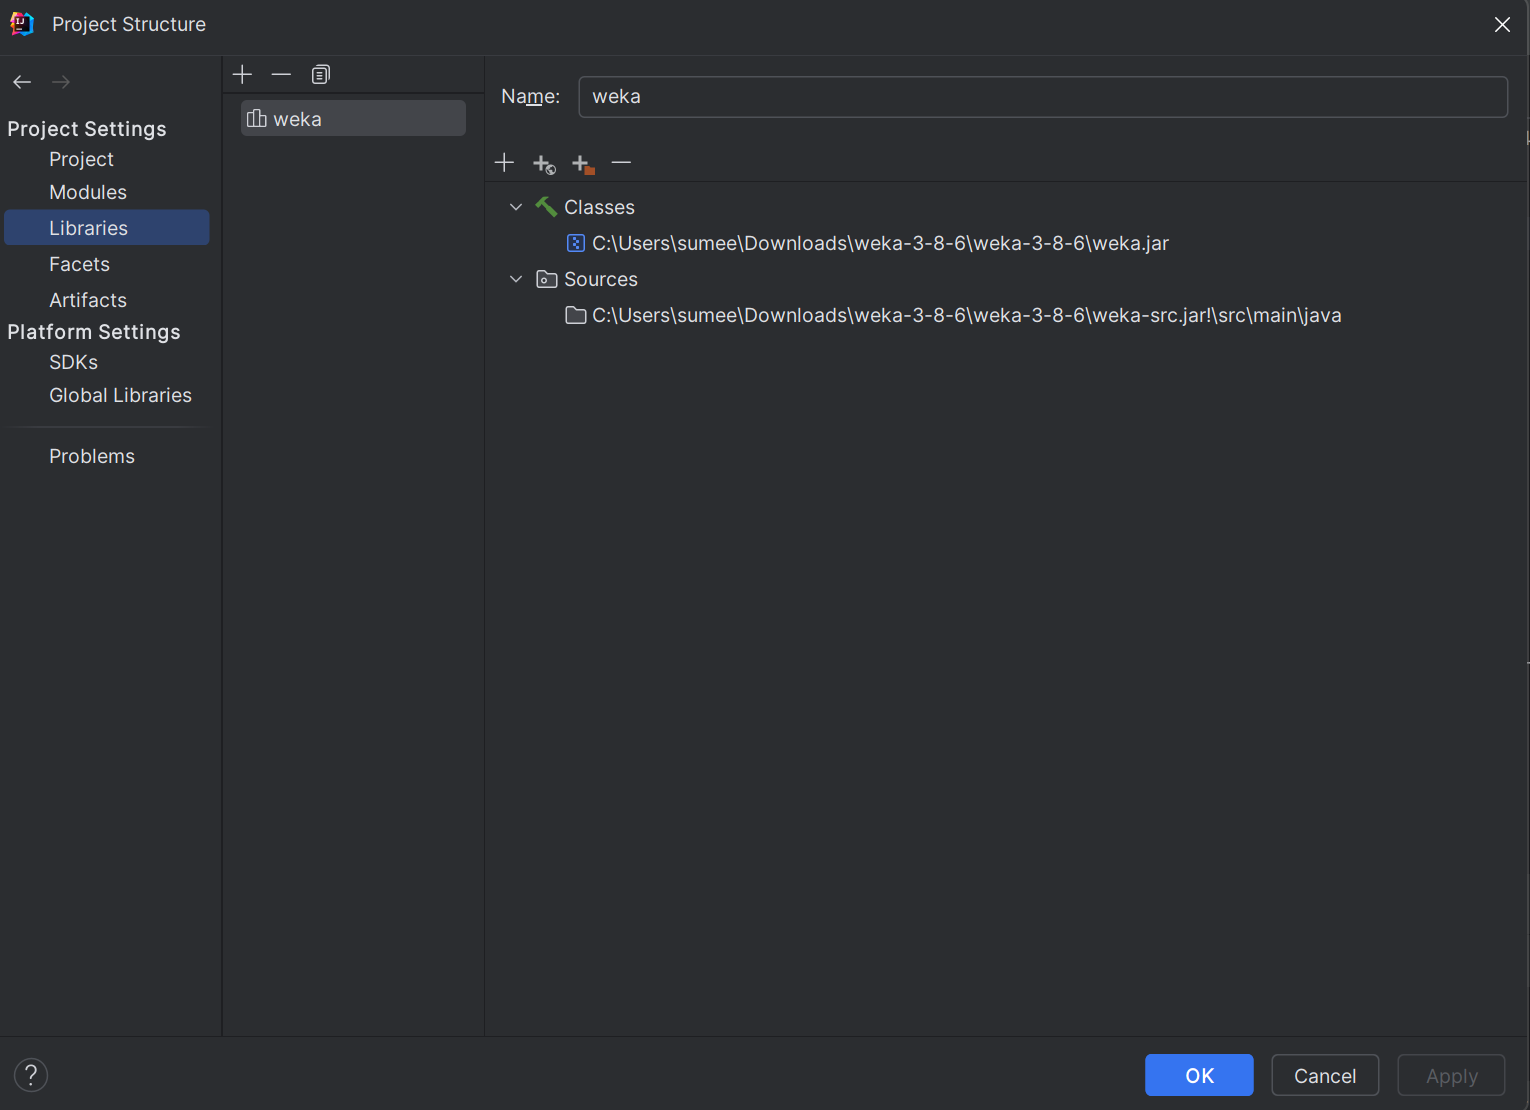 Project Structure
Project Settings
Project
Modules
Libraries
Facets
Artifacts
Platform Settings
SDKs
Global Libraries
Problems
weka
Name: weka
Classes
C:\Users\sumee\Downloads\weka-3-8-6\weka-3-8-6\weka.jar
Sources
C:\Users\sumee\Downloads\weka-3-8-6\weka-3-8-6\weka-src.jar!\src\main\java
? OK Cancel Apply